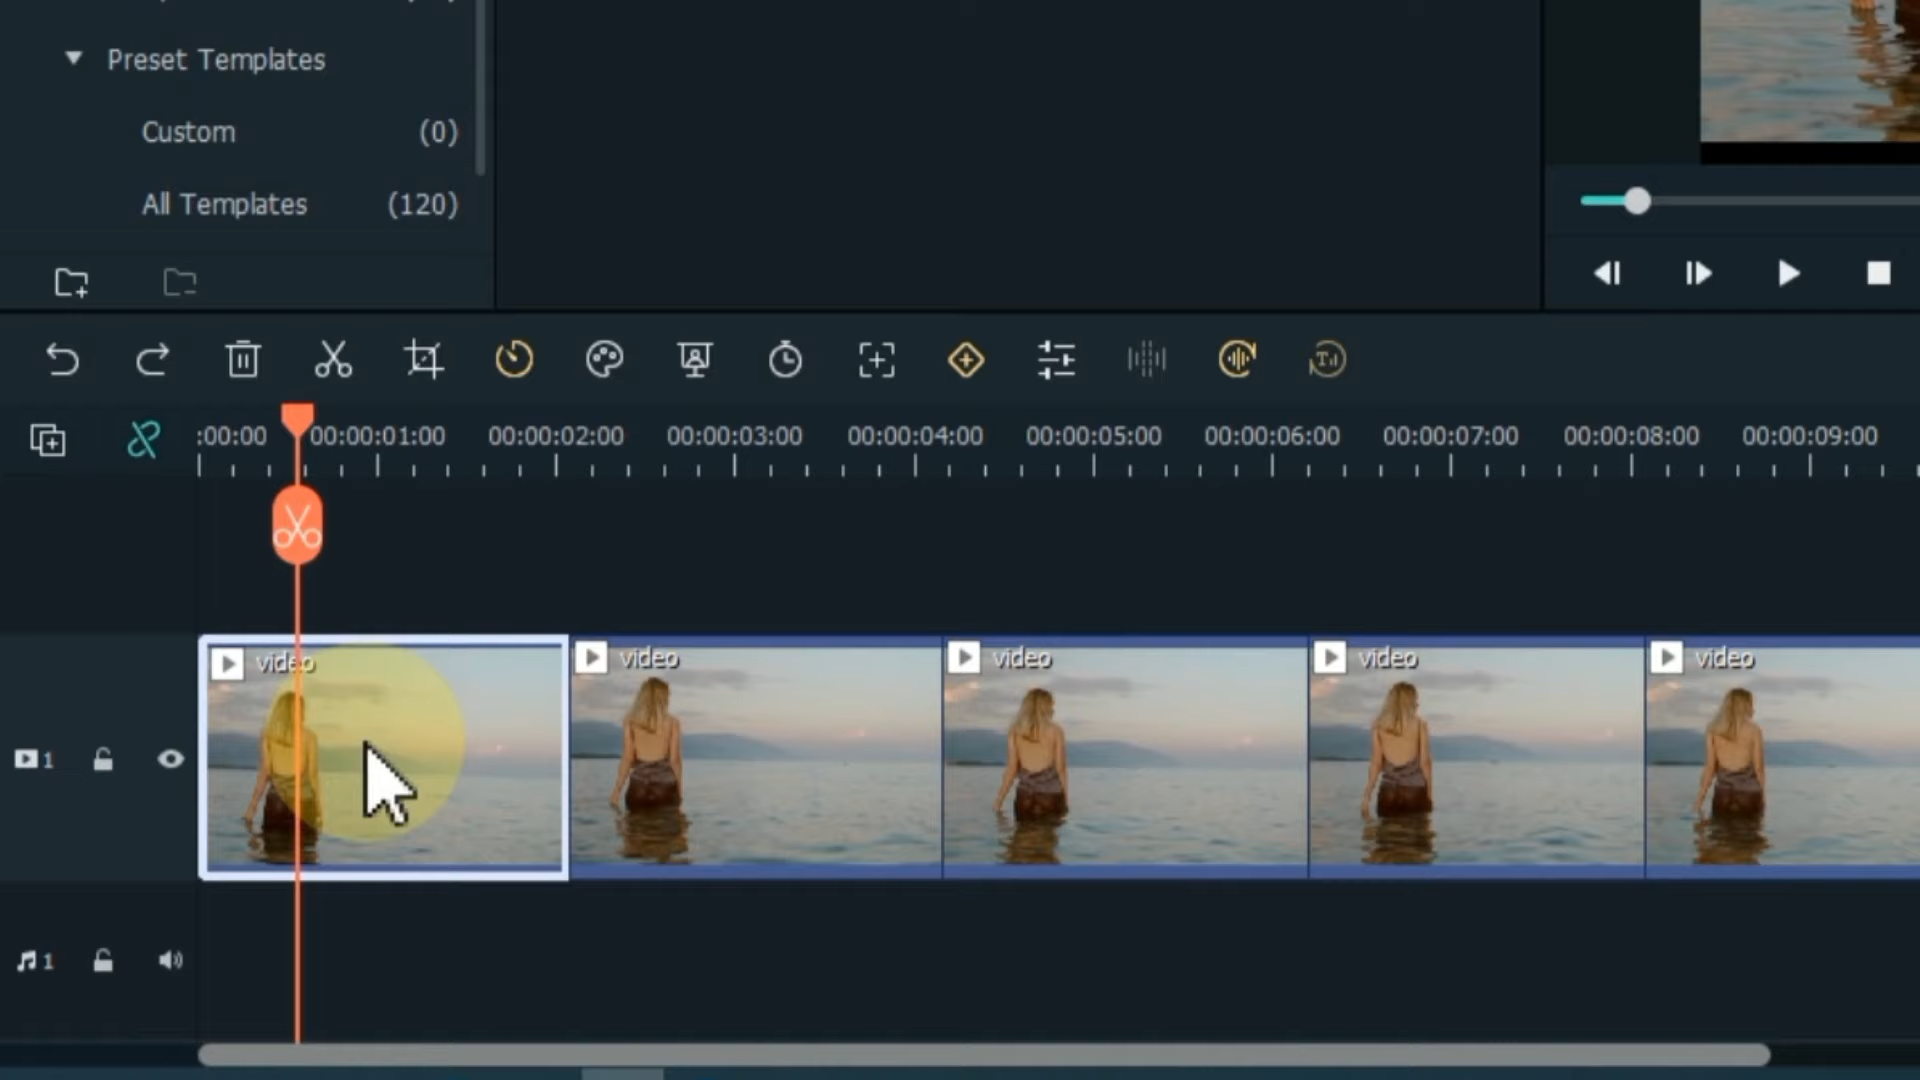 Preset Templates
Custom (0)
All Templates (120)
:00:00 00:00:01:00 00:00:02:00 00:00:03:00 00:00:04:00 00:00:05:00 00:00:06:00 00:00:07:00 00:00:08:00 00:00:09:00
video video video video video
1
1